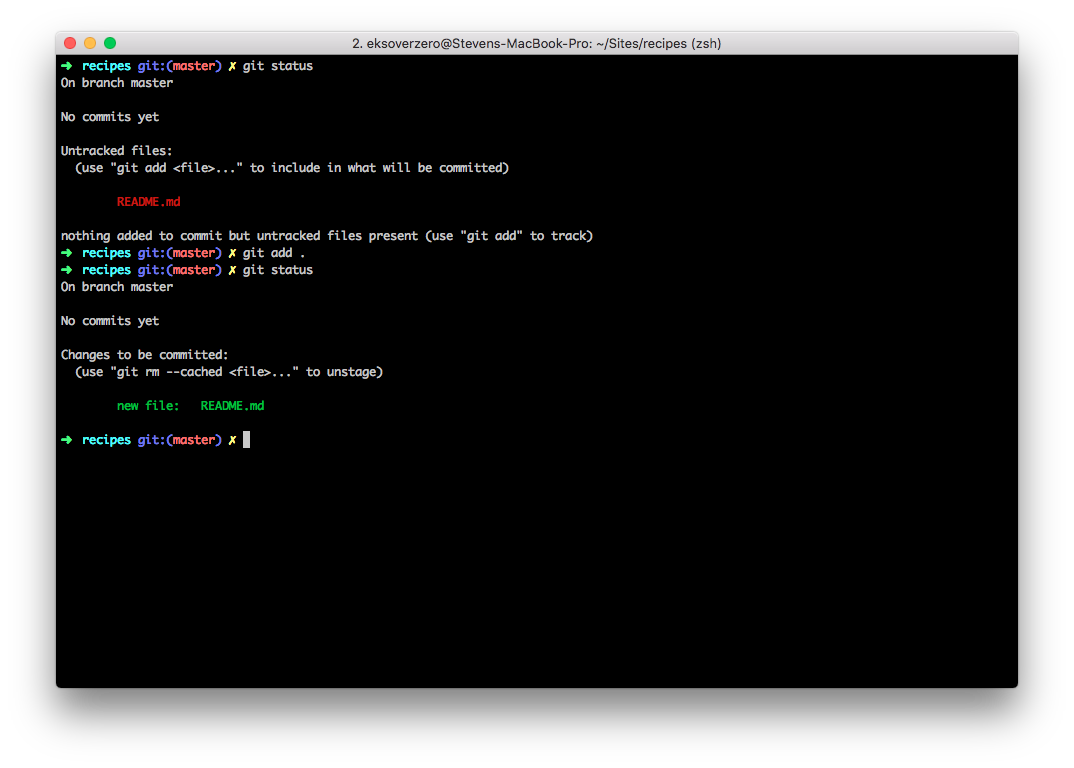 2. eksoverzero@Stevens-MacBook-Pro: ~/Sites/recipes (zsh)
➜ recipes git:(master) ✗ git status
On branch master
No commits yet
Untracked files:
(use "git add <file>..." to include in what will be committed)
README.md
nothing added to commit but untracked files present (use "git add" to track)
➜ recipes git:(master) ✗ git add .
➜ recipes git:(master) ✗ git status
On branch master
No commits yet
Changes to be committed:
(use "git rm --cached <file>..." to unstage)
new file: README.md
➜ recipes git:(master) ✗